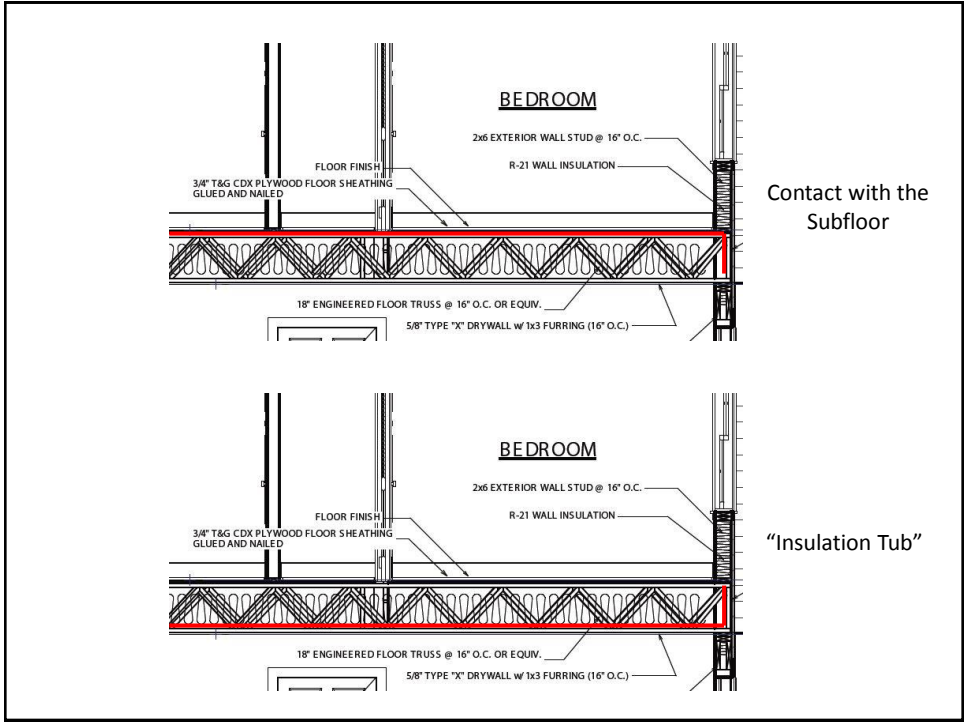 BEDROOM
2x6 EXTERIOR WALL STUD @ 16" O.C.
R-21 WALL INSULATION
FLOOR FINISH
3/4" T&G CDX PLYWOOD FLOOR SHEATHING
GLUED AND NAILED
Contact with the
Subfloor
18" ENGINEERED FLOOR TRUSS @ 16" O.C. OR EQUIV.
5/8" TYPE "X" DRYWALL w/ 1x3 FURRING (16" O.C.)
BEDROOM
2x6 EXTERIOR WALL STUD @ 16" O.C.
R-21 WALL INSULATION
FLOOR FINISH
3/4" T&G CDX PLYWOOD FLOOR SHEATHING
GLUED AND NAILED
“Insulation Tub”
18" ENGINEERED FLOOR TRUSS @ 16" O.C. OR EQUIV.
5/8" TYPE "X" DRYWALL w/ 1x3 FURRING (16" O.C.)